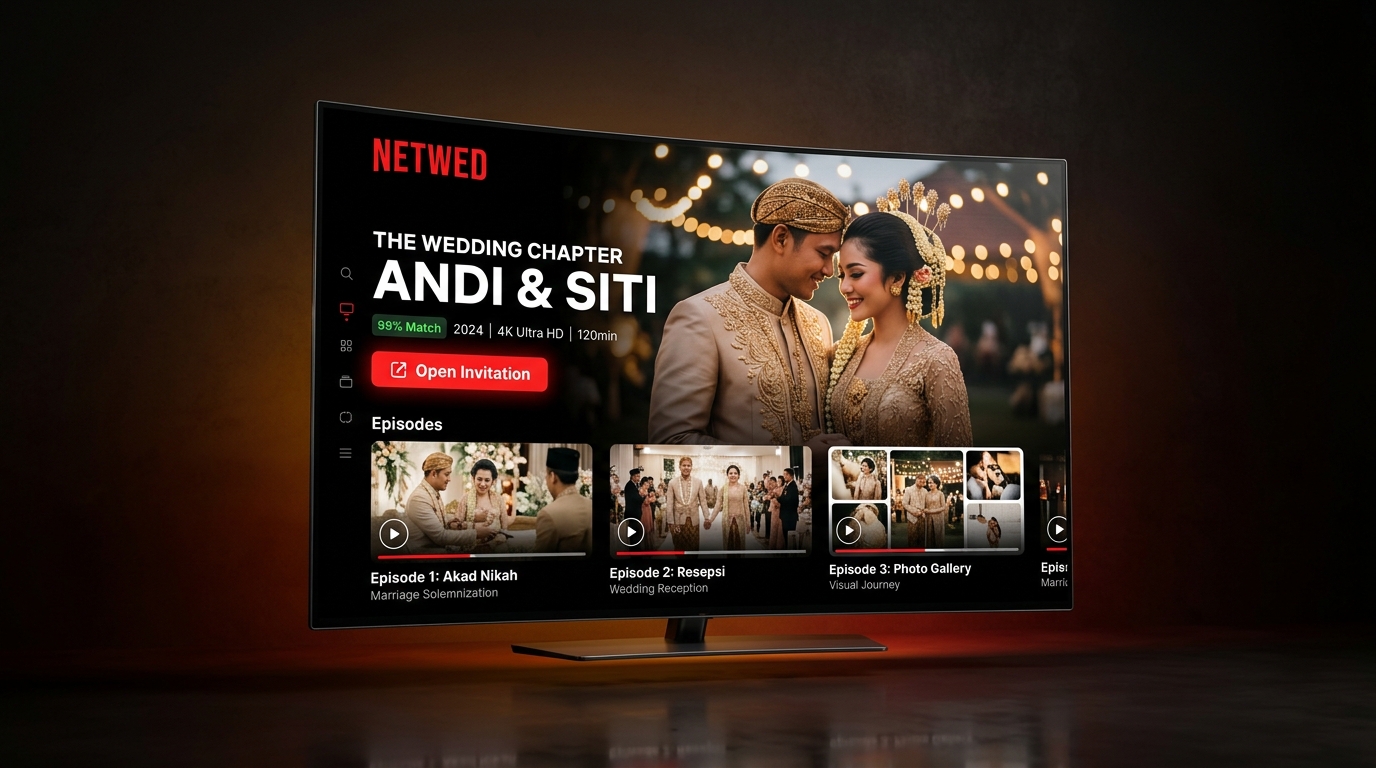 NETWED
THE WEDDING CHAPTER
ANDI & SITI
99% Match 2024 | 4K Ultra HD | 120min
Open Invitation
Episodes
Episode 1: Akad Nikah
Marriage Solemnization
Episode 2: Resepsi
Wedding Reception
Episode 3: Photo Gallery
Visual Journey